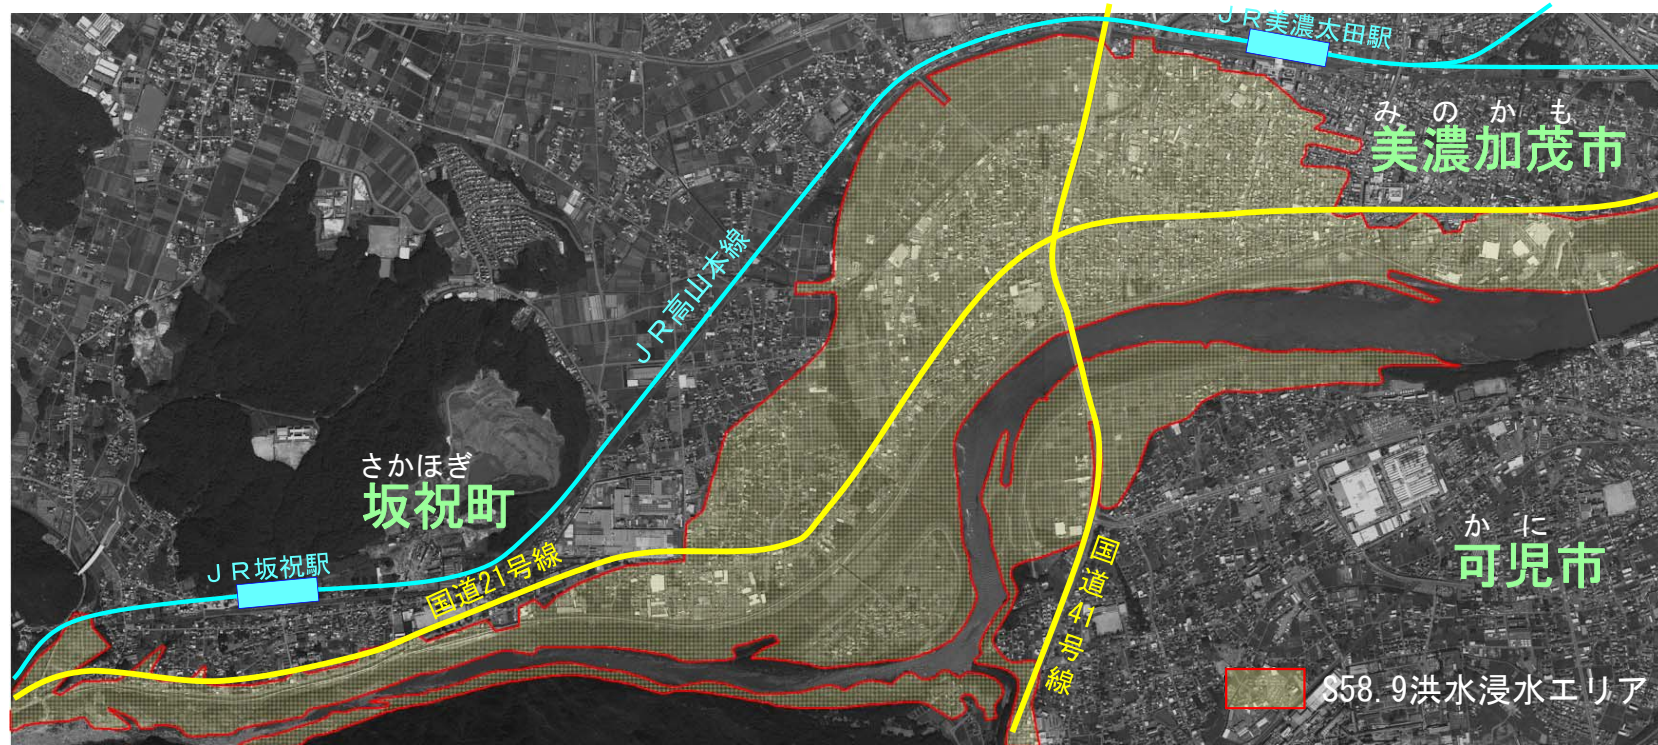 ＪＲ美濃太田駅
みのかも
美濃加茂市
ＪＲ高山本線
さかほぎ
坂祝町
ＪＲ坂祝駅
国道21号線
かに
可児市
国道41号線
S58.9洪水浸水エリア